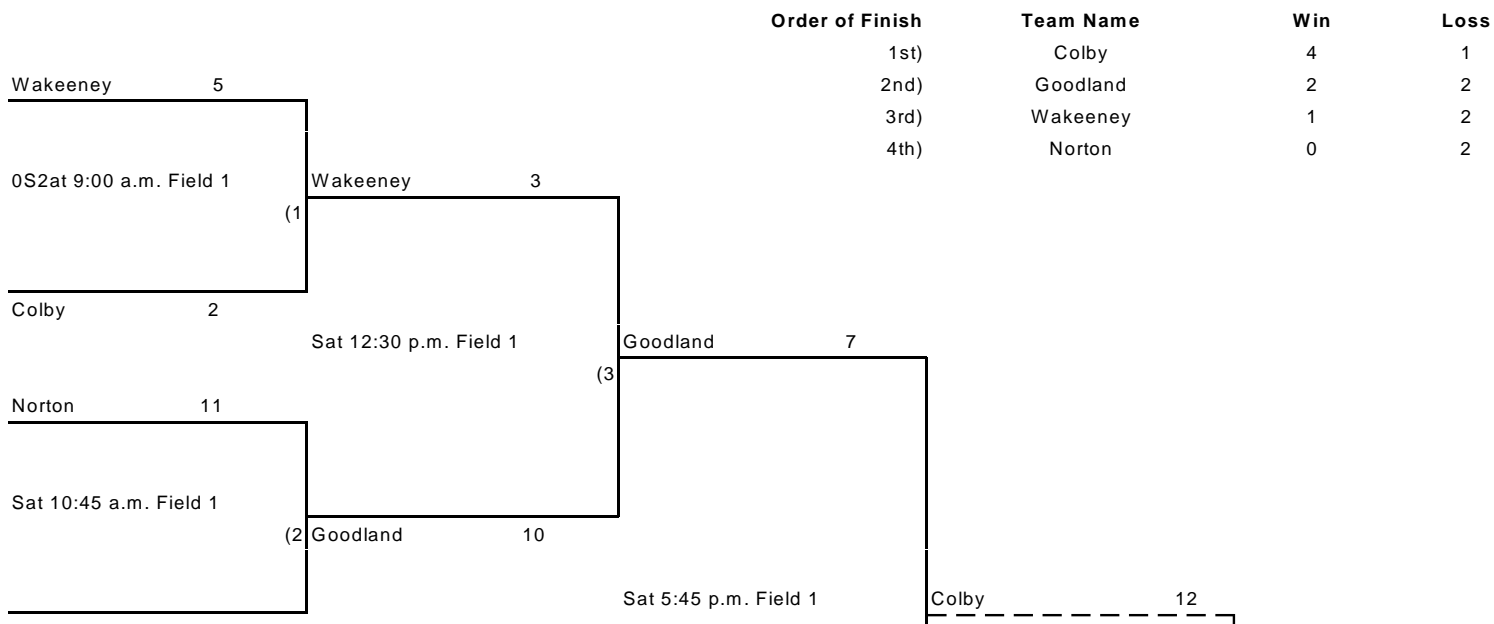 Order of Finish Team Name Win Loss
1st) Colby 4 1
Wakeeney 5
2nd) Goodland 2 2
3rd) Wakeeney 1 2
4th) Norton 0 2
0S2at 9:00 a.m. Field 1
Wakeeney 3
(1
Colby 2
Sat 12:30 p.m. Field 1
Goodland 7
(3
Norton 11
Sat 10:45 a.m. Field 1
(2 Goodland 10
Sat 5:45 p.m. Field 1
Colby 12